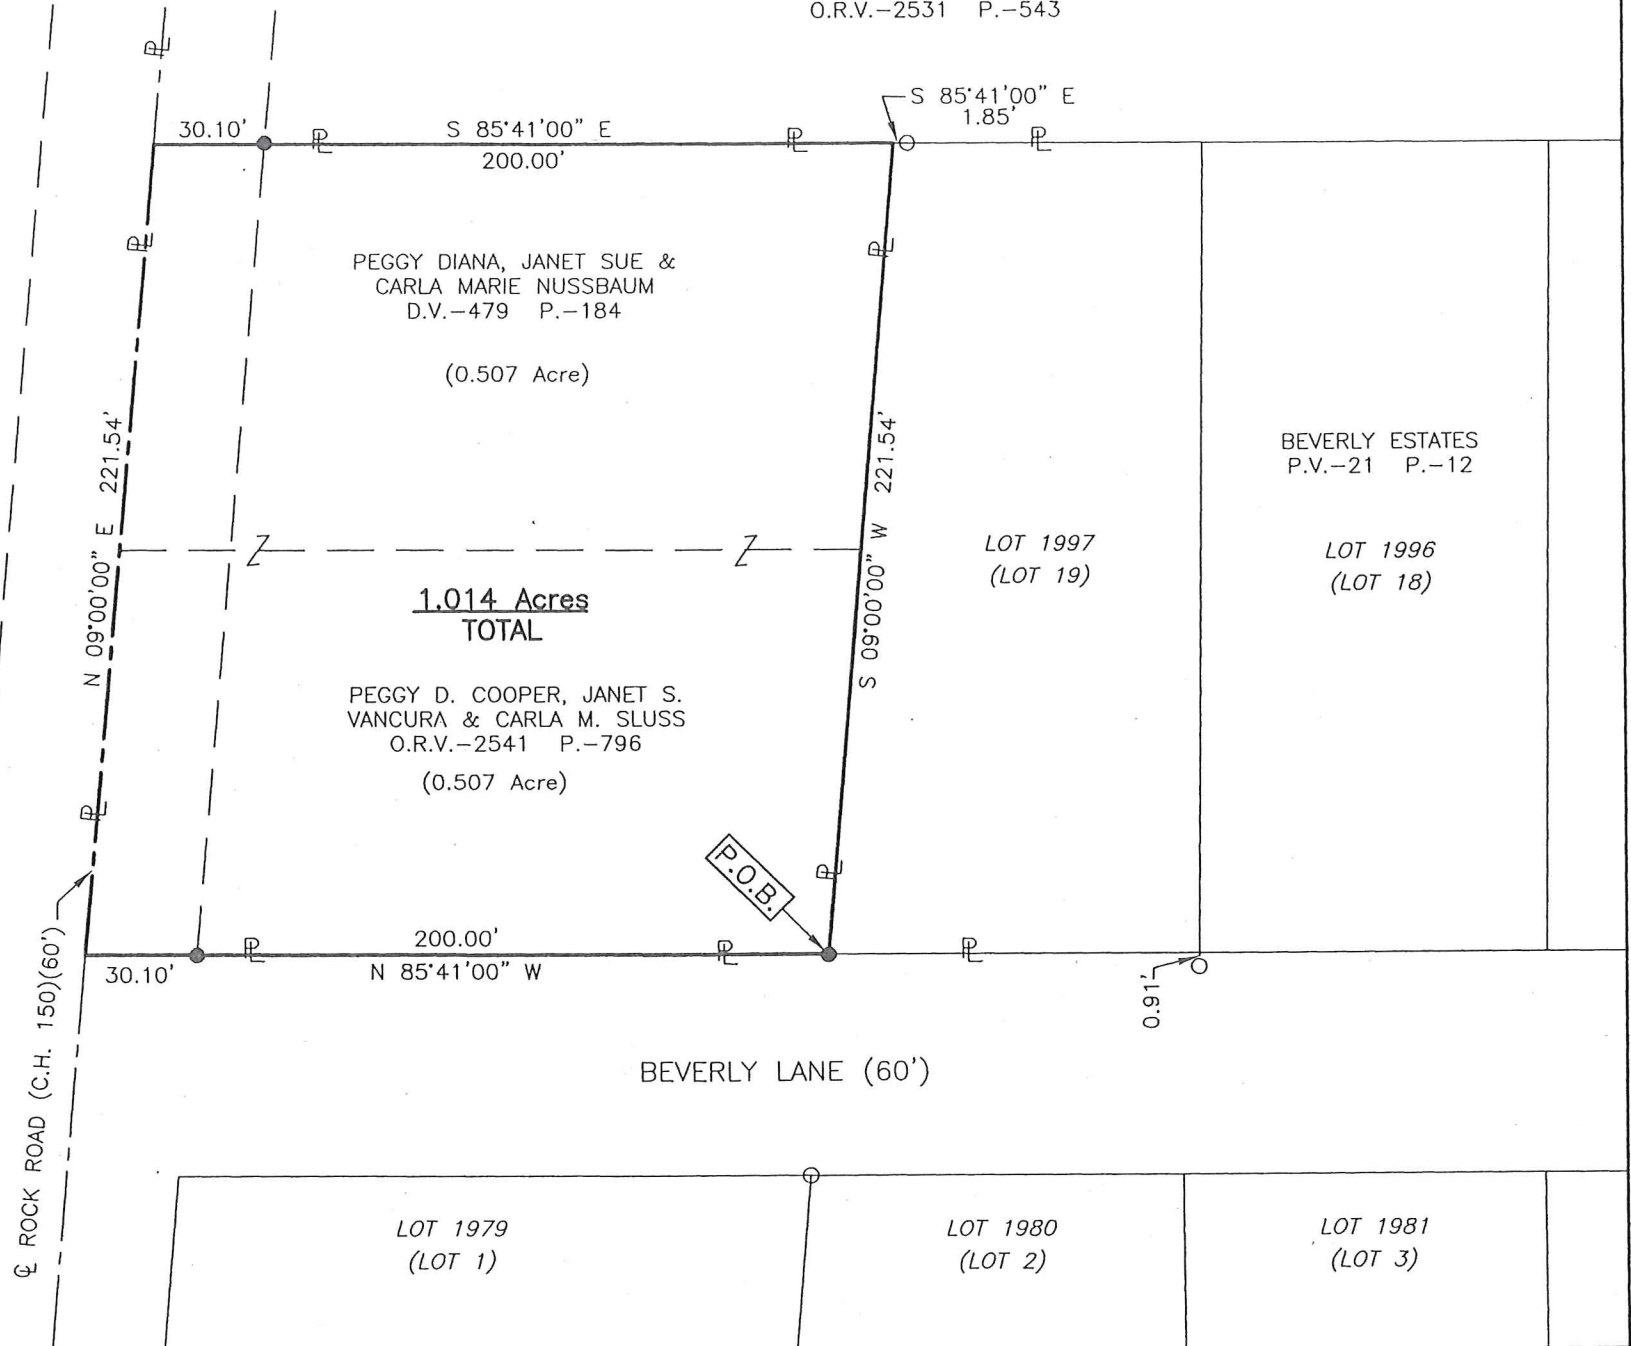 O.R.V.-2531 P.-543
S 85°41'00" E
1.85'
30.10'
S 85°41'00" E
200.00'
PEGGY DIANA, JANET SUE &
CARLA MARIE NUSSBAUM
D.V.-479 P.-184
(0.507 Acre)
N 09°00'00" E 221.54'
S 09°00'00" W 221.54'
BEVERLY ESTATES
P.V.-21 P.-12
LOT 1997
(LOT 19)
LOT 1996
(LOT 18)
1.014 Acres
TOTAL
PEGGY D. COOPER, JANET S.
VANCURA & CARLA M. SLUSS
O.R.V.-2541 P.-796
(0.507 Acre)
P.O.B.
200.00'
30.10'
N 85°41'00" W
0.91'
℄ ROCK ROAD (C.H. 150)(60')
BEVERLY LANE (60')
LOT 1979
(LOT 1)
LOT 1980
(LOT 2)
LOT 1981
(LOT 3)